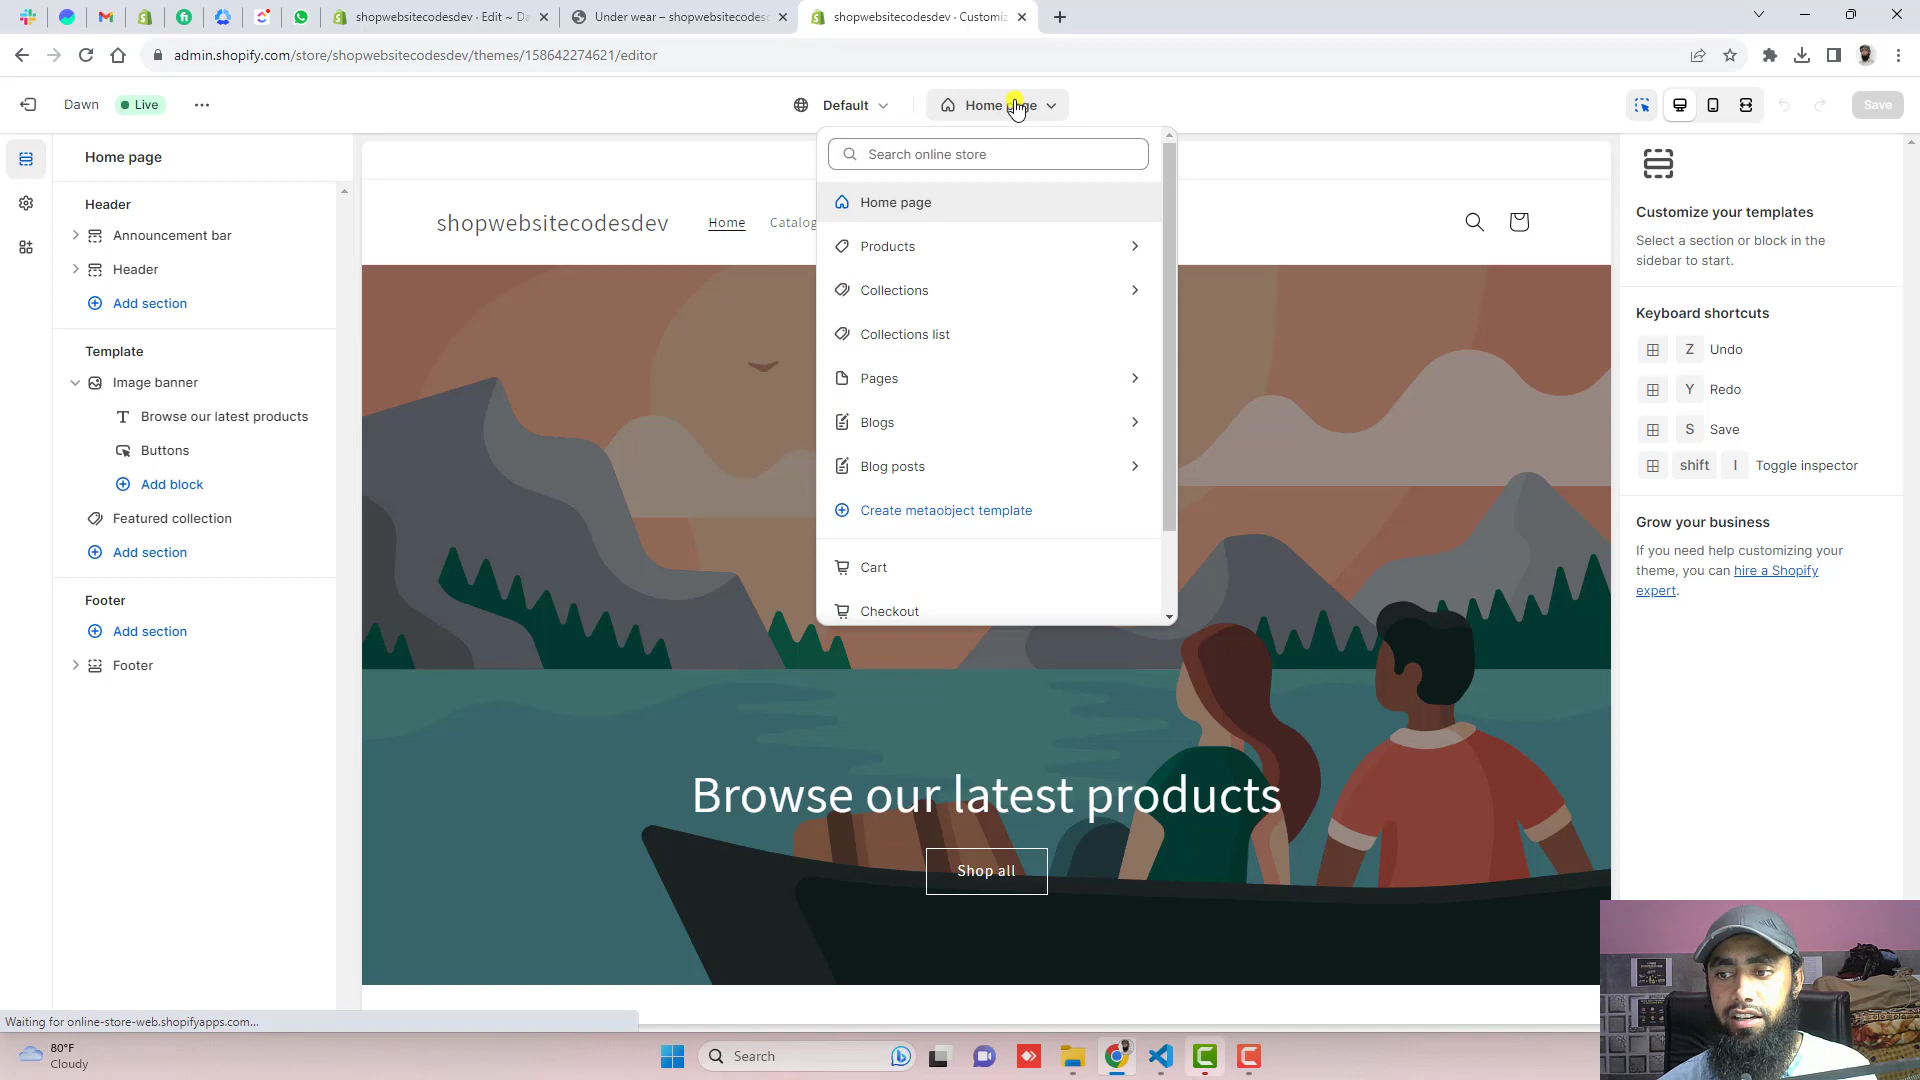 shopwebsitecodesdev · Edit ~ Da
Under wear – shopwebsitecodes
shopwebsitecodesdev · Customiz
admin.shopify.com/store/shopwebsitecodesdev/themes/158642274621/editor
Dawn
Live
Default
Home page
Save
Home page
Header
Announcement bar
Header
Add section
Template
Image banner
Browse our latest products
Buttons
Add block
Featured collection
Add section
Footer
Add section
Footer
shopwebsitecodesdev
Home
Catalog
Search online store
Home page
Products
Collections
Collections list
Pages
Blogs
Blog posts
Create metaobject template
Cart
Checkout
Browse our latest products
Shop all
Customize your templates
Select a section or block in the
sidebar to start.
Keyboard shortcuts
Z Undo
Y Redo
S Save
shift I Toggle inspector
Grow your business
If you need help customizing your
theme, you can hire a Shopify
expert.
Waiting for online-store-web.shopifyapps.com...
80°F
Cloudy
Search